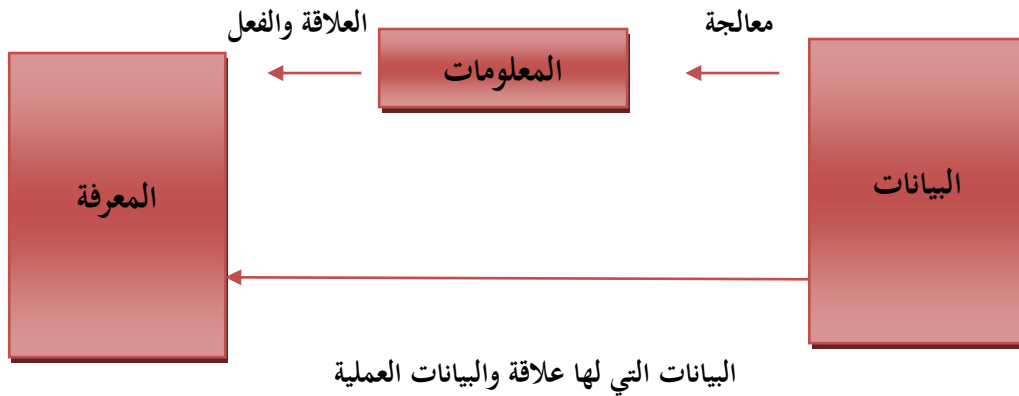 معالجة
العلاقة والفعل
البيانات
المعلومات
المعرفة
البيانات التي لها علاقة والبيانات العملية